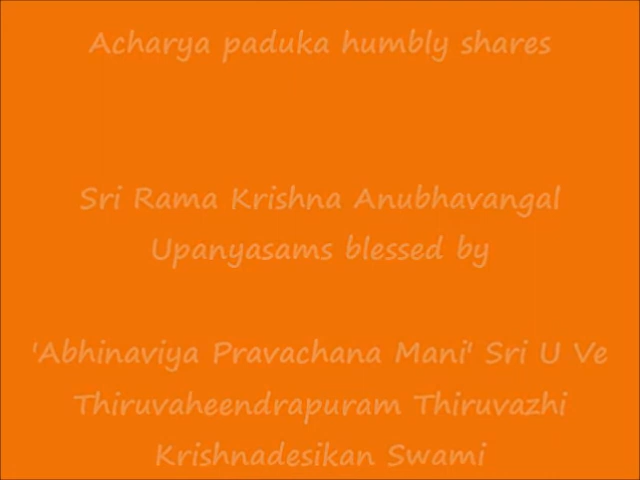 Acharya paduka humbly shares
Sri Rama Krishna Anubhavangal
Upanyasams blessed by
'Abhinaviya Pravachana Mani' Sri U Ve
Thiruvaheendrapuram Thiruvazhi
Krishnadesikan Swami